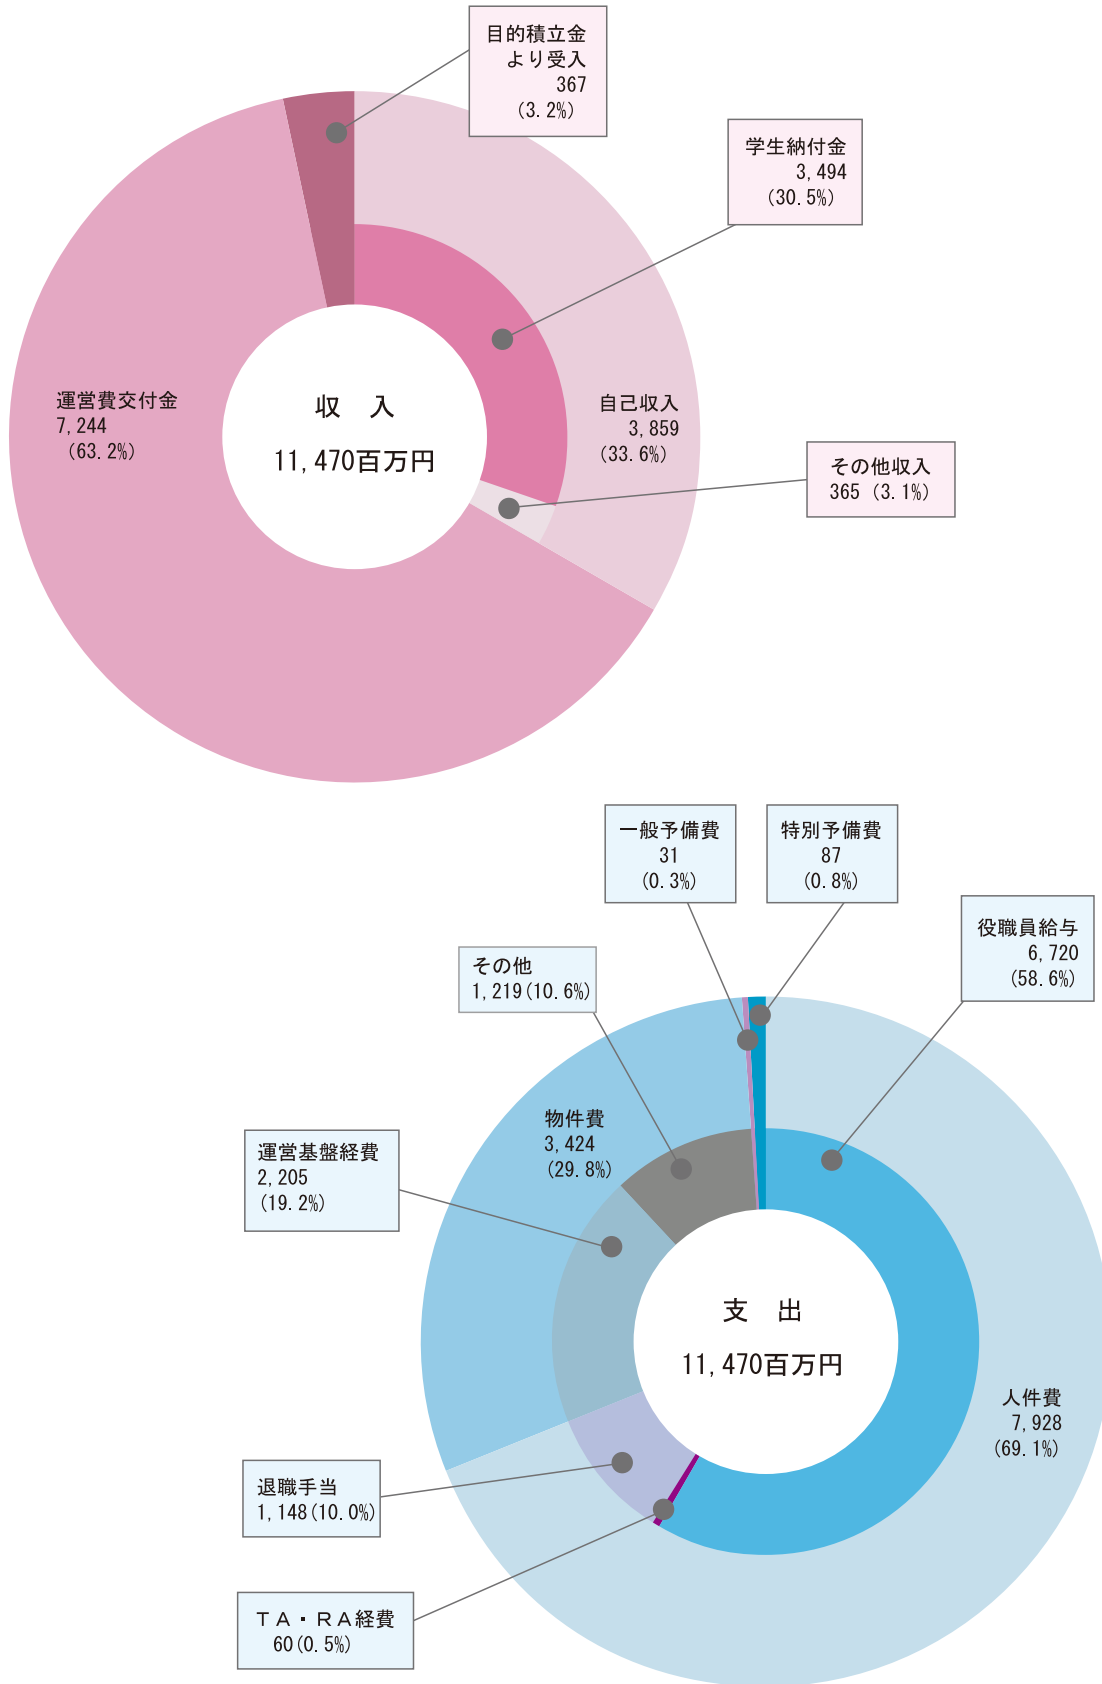 目的積立金
より受入
367
(3.2%)
学生納付金
3,494
(30.5%)
運営費交付金
7,244
(63.2%)
収　入
11,470百万円
自己収入
3,859
(33.6%)
その他収入
365 (3.1%)
一般予備費
31
(0.3%)
特別予備費
87
(0.8%)
役職員給与
6,720
(58.6%)
その他
1,219(10.6%)
物件費
3,424
(29.8%)
運営基盤経費
2,205
(19.2%)
支　出
11,470百万円
人件費
7,928
(69.1%)
退職手当
1,148(10.0%)
ＴＡ・ＲＡ経費
60(0.5%)